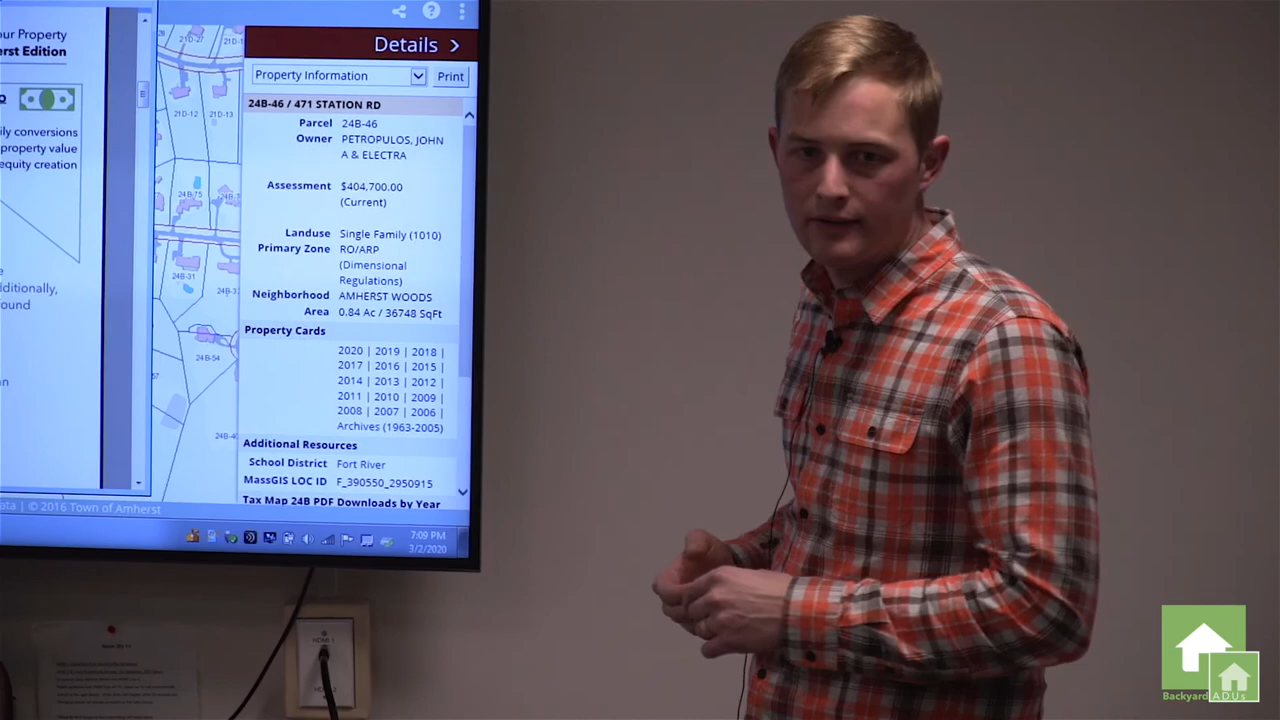 our Property
erst Edition
ily conversions
property value
equity creation
ditionally,
ound
21D-12
21D-13
24B-75
24B-31
24B-54
Details >
Property Information
Print
24B-46 / 471 STATION RD
Parcel 24B-46
Owner PETROPULOS, JOHN
A & ELECTRA
Assessment $404,700.00
(Current)
Landuse Single Family (1010)
Primary Zone RO/ARP
(Dimensional
Regulations)
Neighborhood AMHERST WOODS
Area 0.84 Ac / 36748 SqFt
Property Cards
2020 | 2019 | 2018 |
2017 | 2016 | 2015 |
2014 | 2013 | 2012 |
2011 | 2010 | 2009 |
2008 | 2007 | 2006 |
Archives (1963-2005)
Additional Resources
School District Fort River
MassGIS LOC ID F_390550_2950915
Tax Map 24B PDF Downloads by Year
ata | © 2016 Town of Amherst
7:09 PM
3/2/2020
HDMI 1
Backyard ADUs